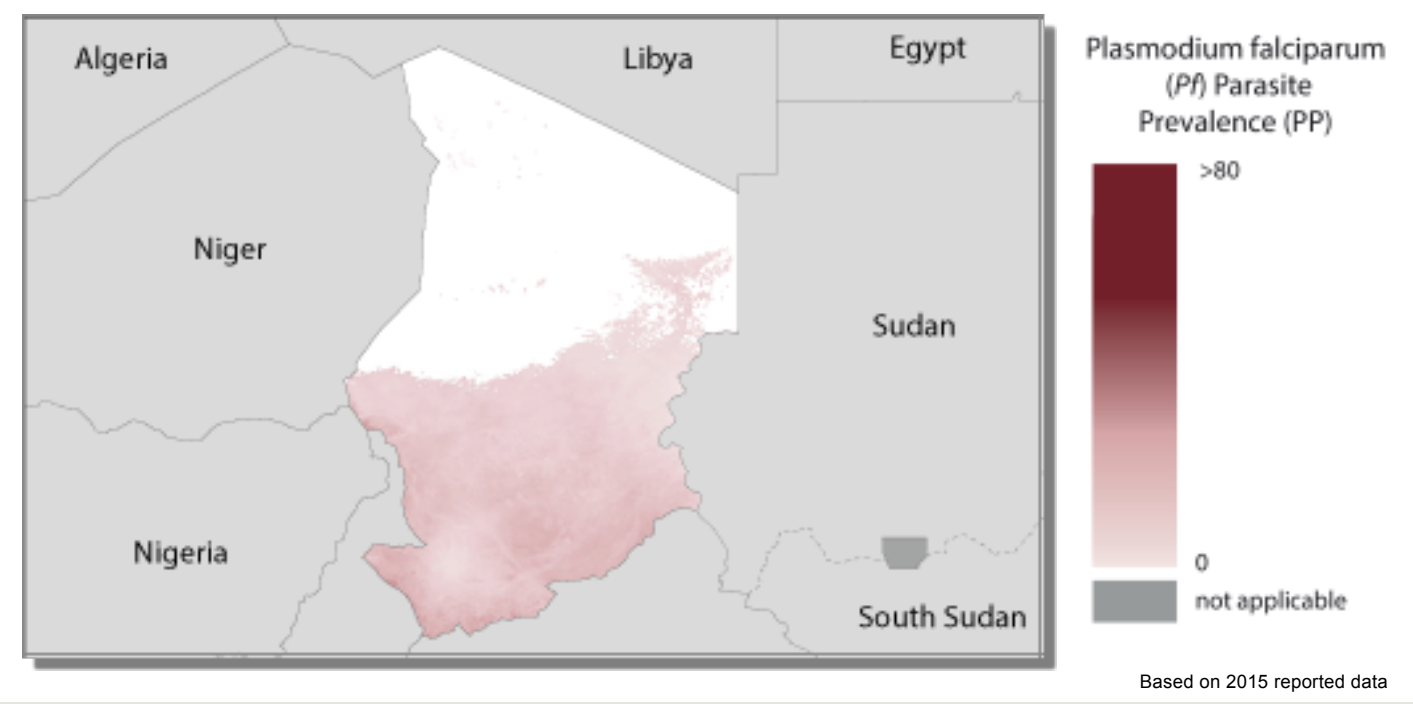 Algeria
Libya
Egypt
Niger
Sudan
Nigeria
South Sudan
Plasmodium falciparum
(Pf) Parasite
Prevalence (PP)
>80
0
not applicable
Based on 2015 reported data